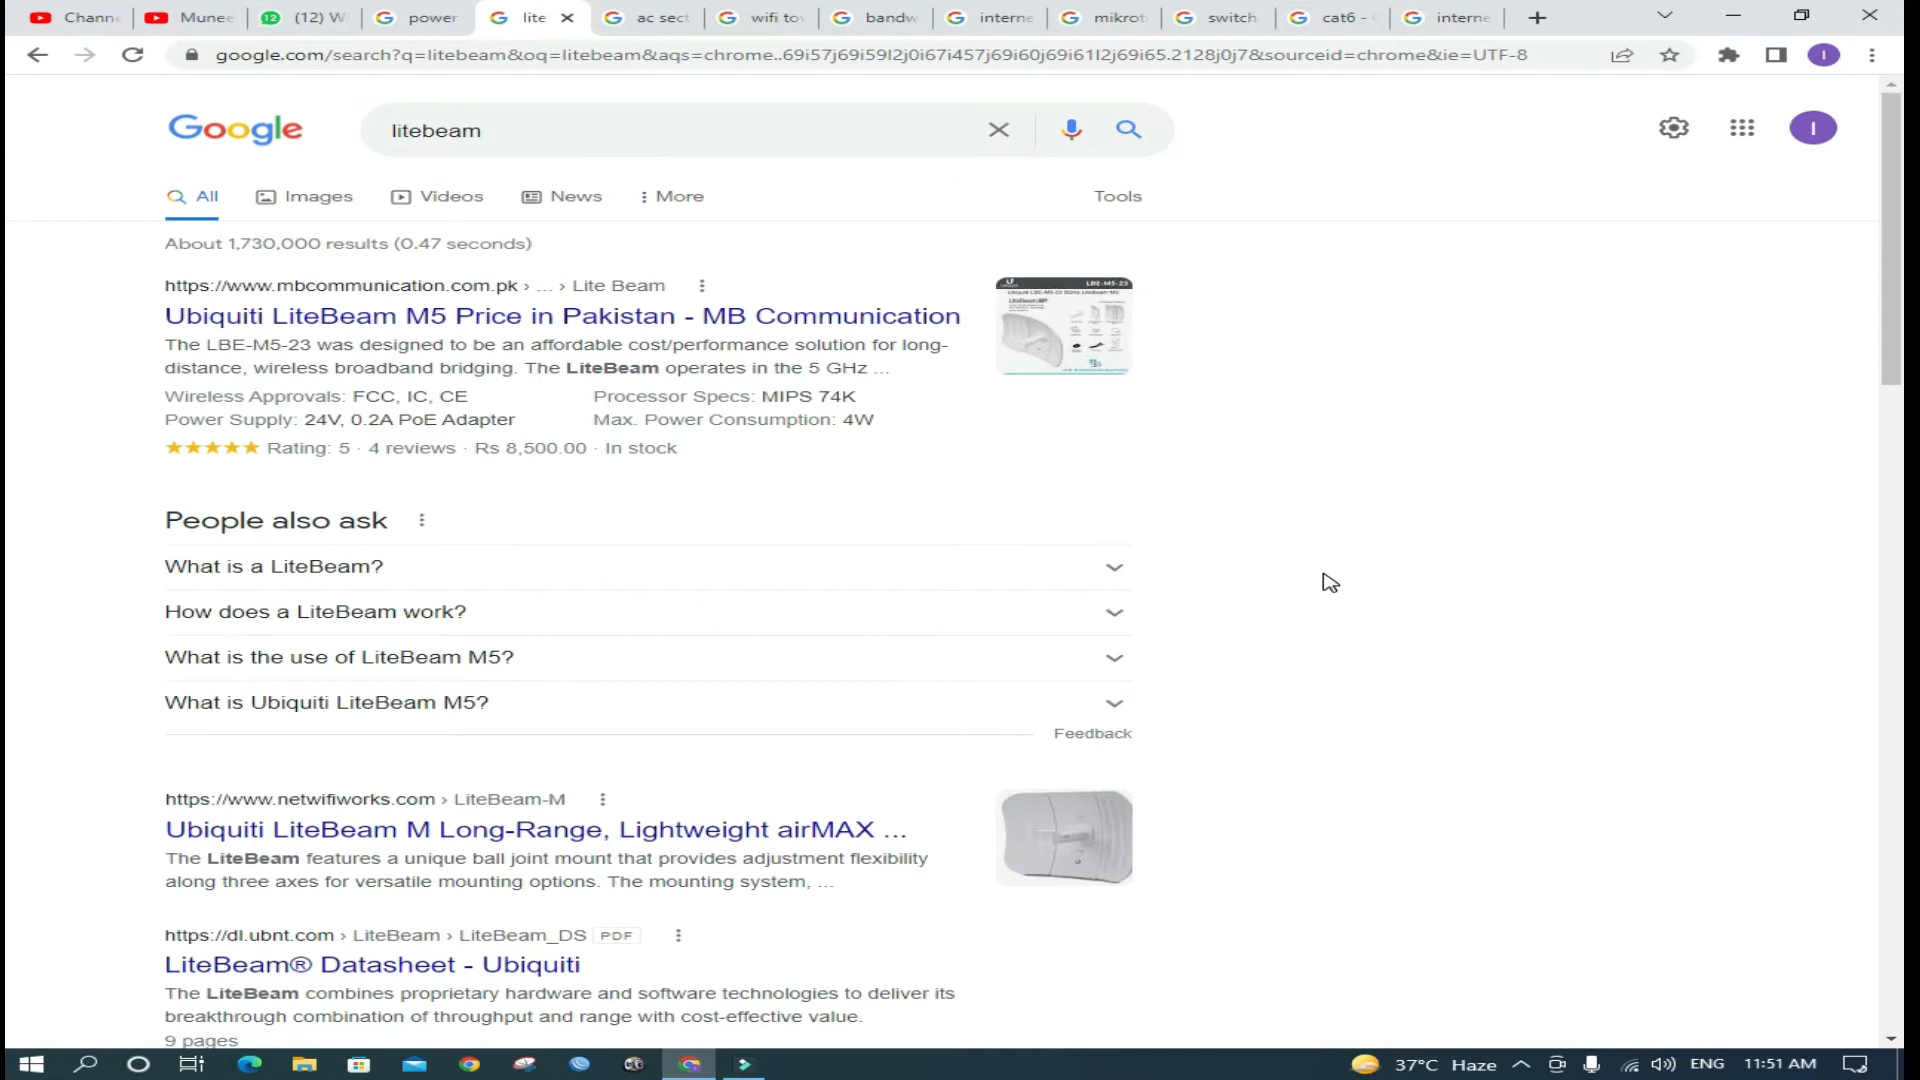 Chann
Munee
(12) W
power
lite
ac sect
wifi to
bandw
interne
mikrot
switch
cat6 -
interne
google.com/search?q=litebeam&oq=litebeam&aqs=chrome..69i57j69i59l2j0i67i457j69i60j69i61l2j69i65.2128j0j7&sourceid=chrome&ie=UTF-8
I
Google
litebeam
I
All
Images
Videos
News
More
Tools
About 1,730,000 results (0.47 seconds)
https://www.mbcommunication.com.pk › ... › Lite Beam
Ubiquiti LiteBeam M5 Price in Pakistan - MB Communication
The LBE-M5-23 was designed to be an affordable cost/performance solution for long-
distance, wireless broadband bridging. The LiteBeam operates in the 5 GHz ...
Wireless Approvals: FCC, IC, CE
Processor Specs: MIPS 74K
Power Supply: 24V, 0.2A PoE Adapter
Max. Power Consumption: 4W
Rating: 5 · 4 reviews · Rs 8,500.00 · In stock
LBE-M5-23
People also ask
What is a LiteBeam?
How does a LiteBeam work?
What is the use of LiteBeam M5?
What is Ubiquiti LiteBeam M5?
Feedback
https://www.netwifiworks.com › LiteBeam-M
Ubiquiti LiteBeam M Long-Range, Lightweight airMAX ...
The LiteBeam features a unique ball joint mount that provides adjustment flexibility
along three axes for versatile mounting options. The mounting system, ...
https://dl.ubnt.com › LiteBeam › LiteBeam_DS PDF
LiteBeam® Datasheet - Ubiquiti
The LiteBeam combines proprietary hardware and software technologies to deliver its
breakthrough combination of throughput and range with cost-effective value.
9 pages
37°C Haze
ENG
11:51 AM